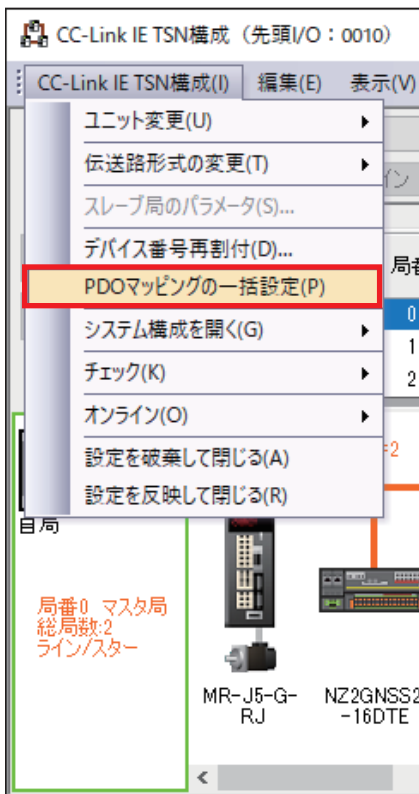 CC-Link IE TSN構成（先頭I/O：0010）
CC-Link IE TSN構成(I) 編集(E) 表示(V)
ユニット変更(U)
伝送路形式の変更(T)
イン
スレーブ局のパラメータ(S)...
デバイス番号再割付(D)...
局番
PDOマッピングの一括設定(P)
0
システム構成を開く(G)
1
チェック(K)
2
オンライン(O)
設定を破棄して閉じる(A)
=2
設定を反映して閉じる(R)
自局
局番0 マスタ局
総局数:2
ライン/スター
MR-J5-G-
RJ
NZ2GNSS2
-16DTE